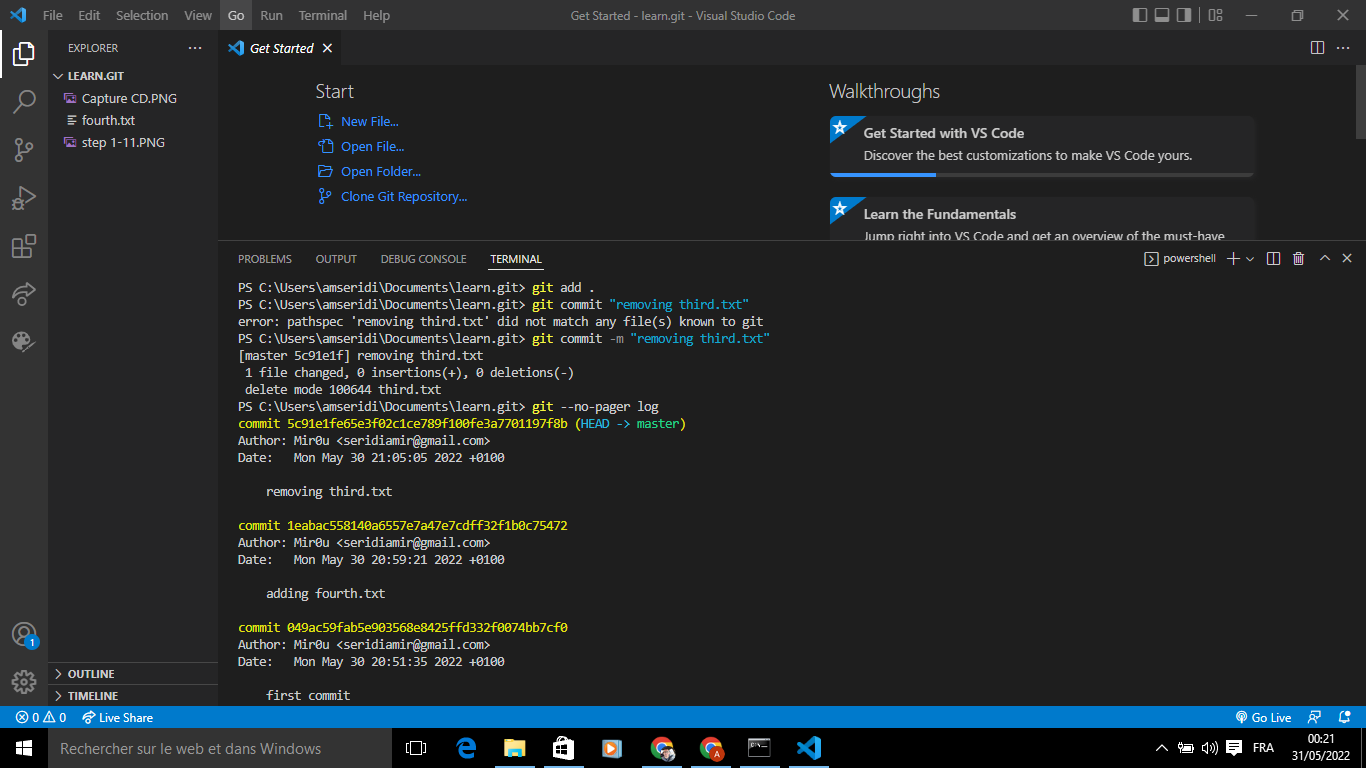 File Edit Selection View Go Run Terminal Help
Get Started - learn.git - Visual Studio Code
EXPLORER
LEARN.GIT
Capture CD.PNG
fourth.txt
step 1-11.PNG
OUTLINE
TIMELINE
Get Started
Start
New File...
Open File...
Open Folder...
Clone Git Repository...
Walkthroughs
Get Started with VS Code
Discover the best customizations to make VS Code yours.
Learn the Fundamentals
Jump right into VS Code and get an overview of the must-have
PROBLEMS OUTPUT DEBUG CONSOLE TERMINAL
powershell
PS C:\Users\amseridi\Documents\learn.git> git add .
PS C:\Users\amseridi\Documents\learn.git> git commit "removing third.txt"
error: pathspec 'removing third.txt' did not match any file(s) known to git
PS C:\Users\amseridi\Documents\learn.git> git commit -m "removing third.txt"
[master 5c91e1f] removing third.txt
 1 file changed, 0 insertions(+), 0 deletions(-)
 delete mode 100644 third.txt
PS C:\Users\amseridi\Documents\learn.git> git --no-pager log
commit 5c91e1fe65e3f02c1ce789f100fe3a7701197f8b (HEAD -> master)
Author: Mir0u <seridiamir@gmail.com>
Date:   Mon May 30 21:05:05 2022 +0100
    removing third.txt
commit 1eabac558140a6557e7a47e7cdff32f1b0c75472
Author: Mir0u <seridiamir@gmail.com>
Date:   Mon May 30 20:59:21 2022 +0100
    adding fourth.txt
commit 049ac59fab5e903568e8425ffd332f0074bb7cf0
Author: Mir0u <seridiamir@gmail.com>
Date:   Mon May 30 20:51:35 2022 +0100
    first commit
1
0 0 Live Share
Go Live
Rechercher sur le web et dans Windows
A
FRA
00:21
31/05/2022